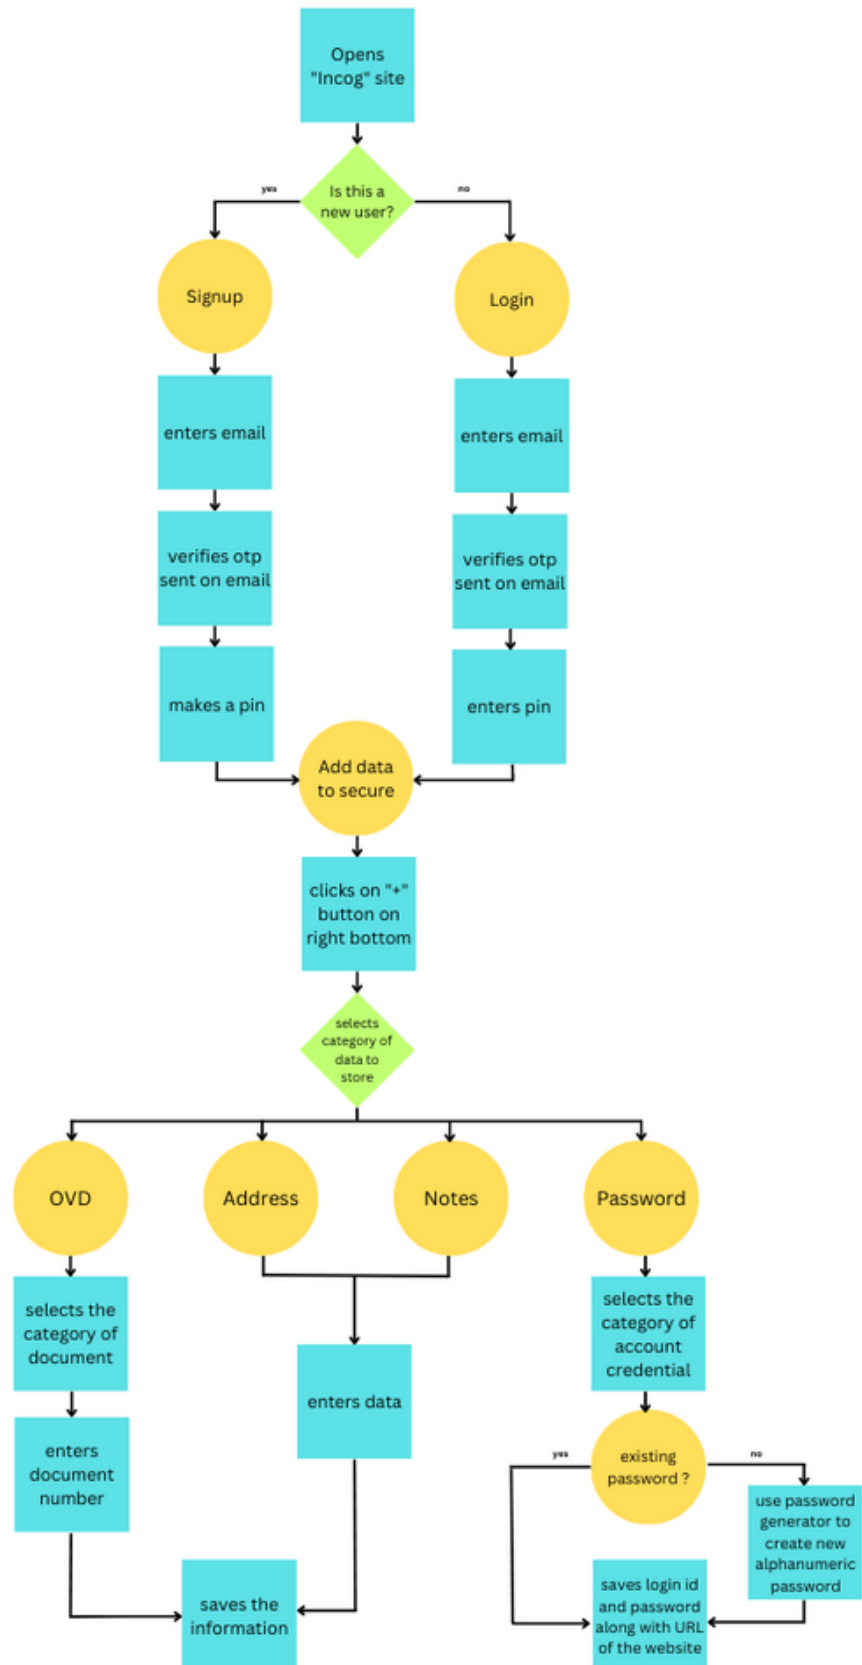 Opens
"Incog" site
Is this a
new user?
yes
no
Signup
Login
enters email
enters email
verifies otp
sent on email
verifies otp
sent on email
makes a pin
enters pin
Add data
to secure
clicks on "+"
button on
right bottom
selects
category of
data to
store
OVD
Address
Notes
Password
selects the
category of
document
selects the
category of
account
credential
enters data
enters
document
number
existing
password ?
yes
no
use password
generator to
create new
alphanumeric
password
saves the
information
saves login id
and password
along with URL
of the website